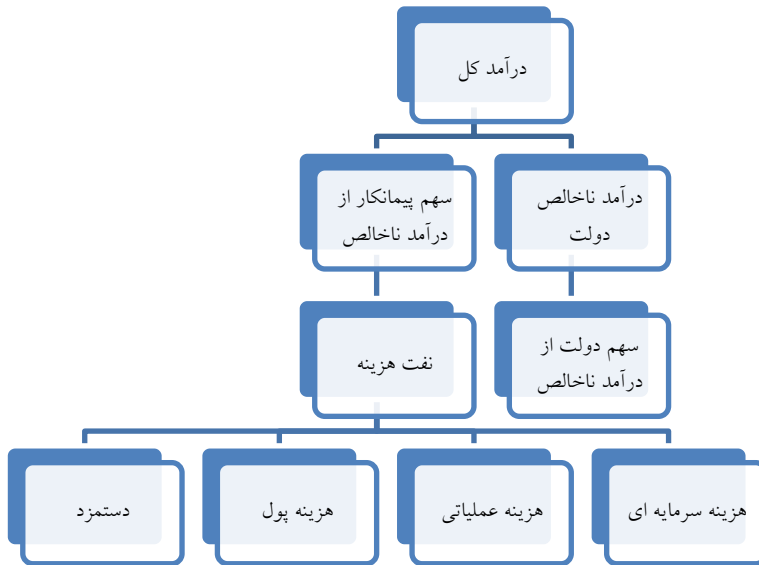 درآمد کل
درآمد ناخالص
دولت
سهم پیمانکار از
درآمد ناخالص
سهم دولت از
درآمد ناخالص
نفت هزینه
هزینه سرمایه ای
هزینه عملیاتی
هزینه پول
دستمزد